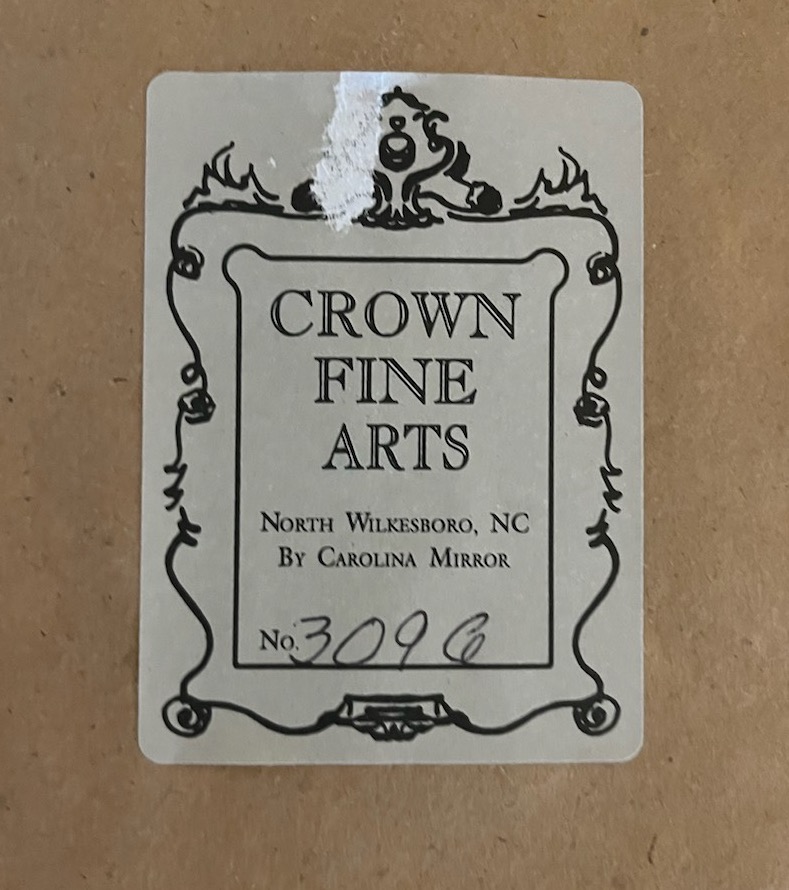 CROWN
FINE
ARTS
NORTH WILKESBORO, NC
BY CAROLINA MIRROR
No. 3096